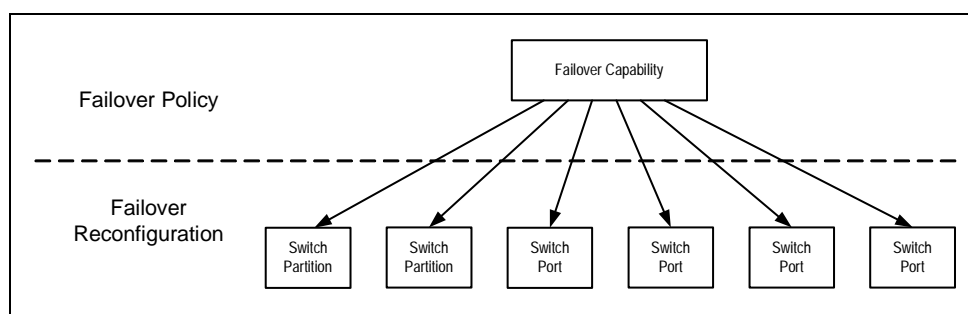 Failover Capability
Failover Policy
Failover
Reconfiguration
Switch
Partition
Switch
Partition
Switch
Port
Switch
Port
Switch
Port
Switch
Port